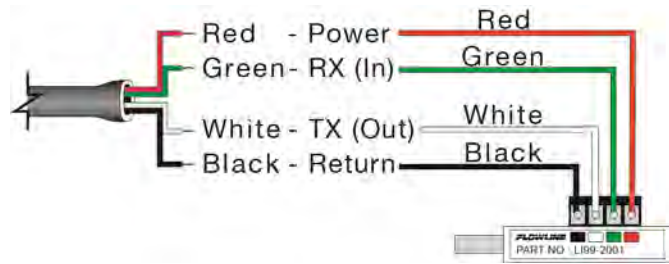 Red - Power Red
Green - RX (In) Green
White - TX (Out) White
Black - Return Black
FLOWLINE
PART NO LI99-2001